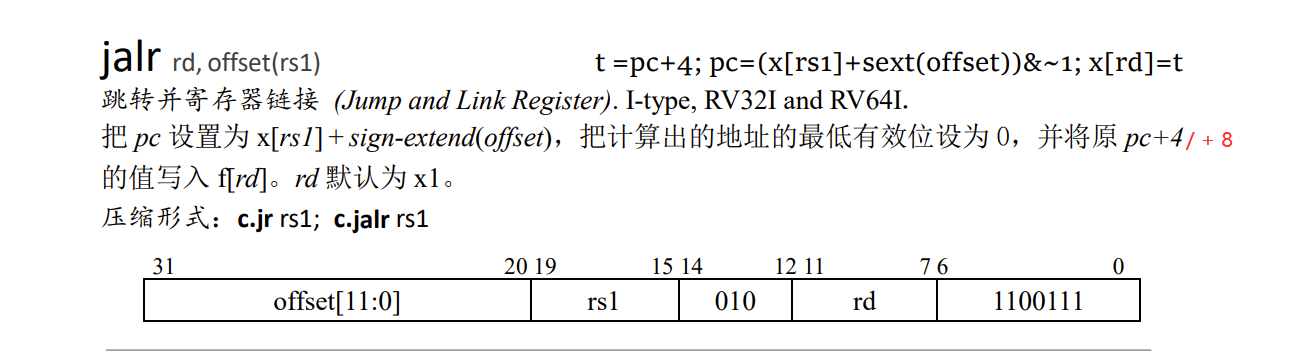 jalr rd, offset(rs1) t =pc+4; pc=(x[rs1]+sext(offset))&~1; x[rd]=t
跳转并寄存器链接 (Jump and Link Register). I-type, RV32I and RV64I.
把 pc 设置为 x[rs1] + sign-extend(offset)，把计算出的地址的最低有效位设为 0，并将原 pc+4/ + 8
的值写入 f[rd]。rd 默认为 x1。
压缩形式：c.jr rs1; c.jalr rs1
31 20 19 15 14 12 11 7 6 0
offset[11:0] rs1 010 rd 1100111